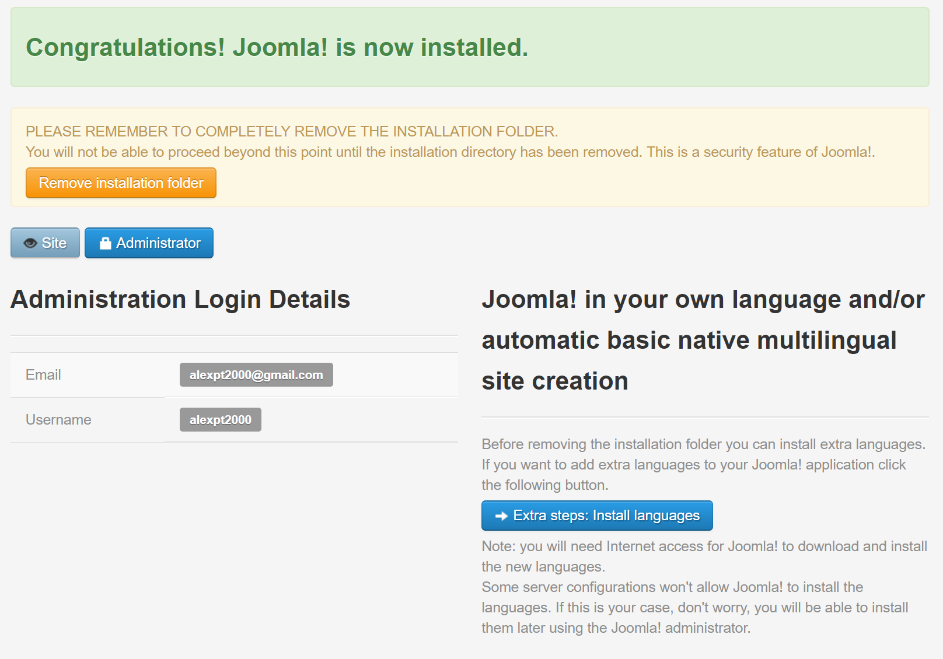 Congratulations! Joomla! is now installed.
PLEASE REMEMBER TO COMPLETELY REMOVE THE INSTALLATION FOLDER.
You will not be able to proceed beyond this point until the installation directory has been removed. This is a security feature of Joomla!.
Remove installation folder
Site
Administrator
Administration Login Details
Email
alexpt2000@gmail.com
Username
alexpt2000
Joomla! in your own language and/or
automatic basic native multilingual
site creation
Before removing the installation folder you can install extra languages.
If you want to add extra languages to your Joomla! application click
the following button.
Extra steps: Install languages
Note: you will need Internet access for Joomla! to download and install
the new languages.
Some server configurations won't allow Joomla! to install the
languages. If this is your case, don't worry, you will be able to install
them later using the Joomla! administrator.